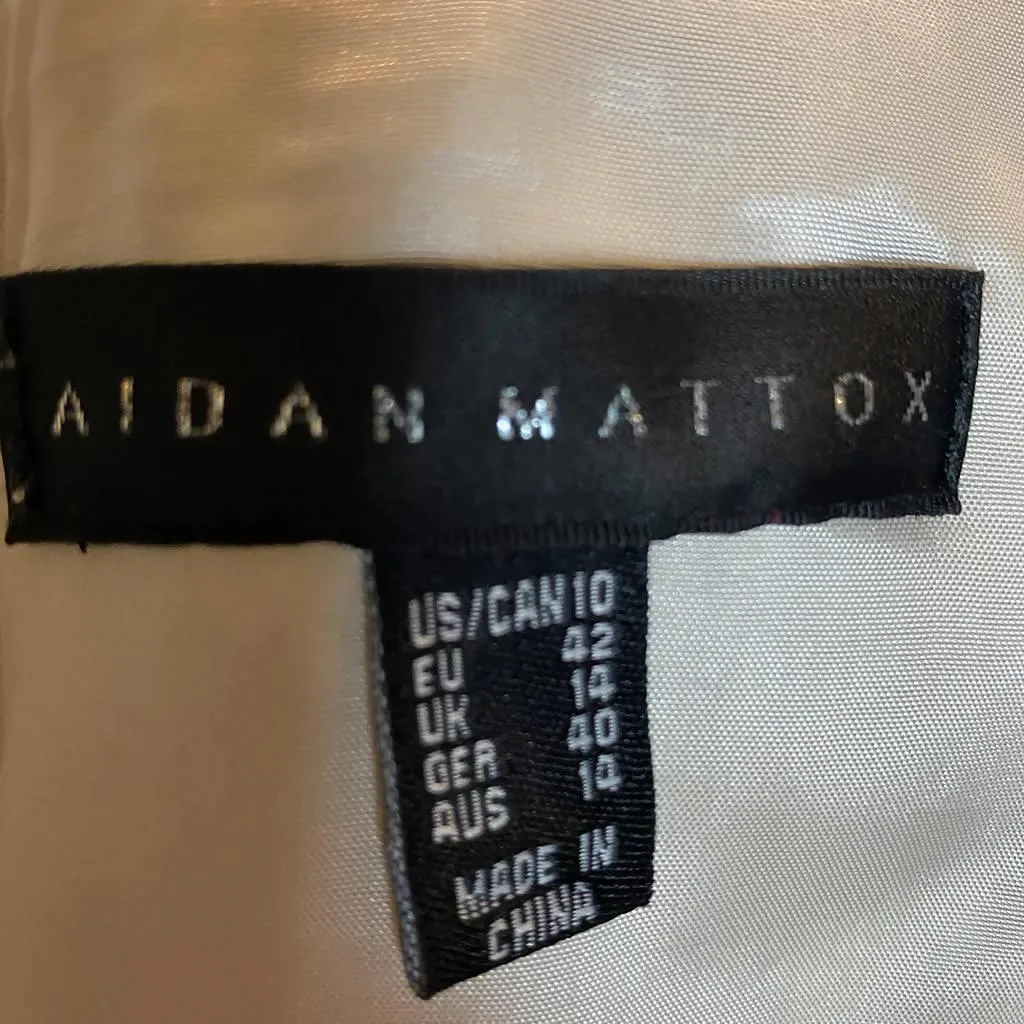 AIDAN MATTOX
US/CAN 10
EU 42
UK 14
GER 40
AUS 14
MADE IN
CHINA